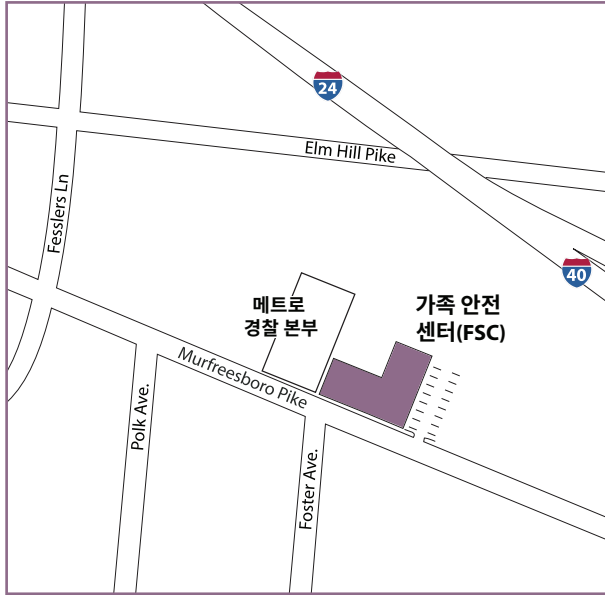 24
Elm Hill Pike
Fesslers Ln
40
메트로
경찰 본부
가족 안전
센터(FSC)
Murfreesboro Pike
Polk Ave.
Foster Ave.